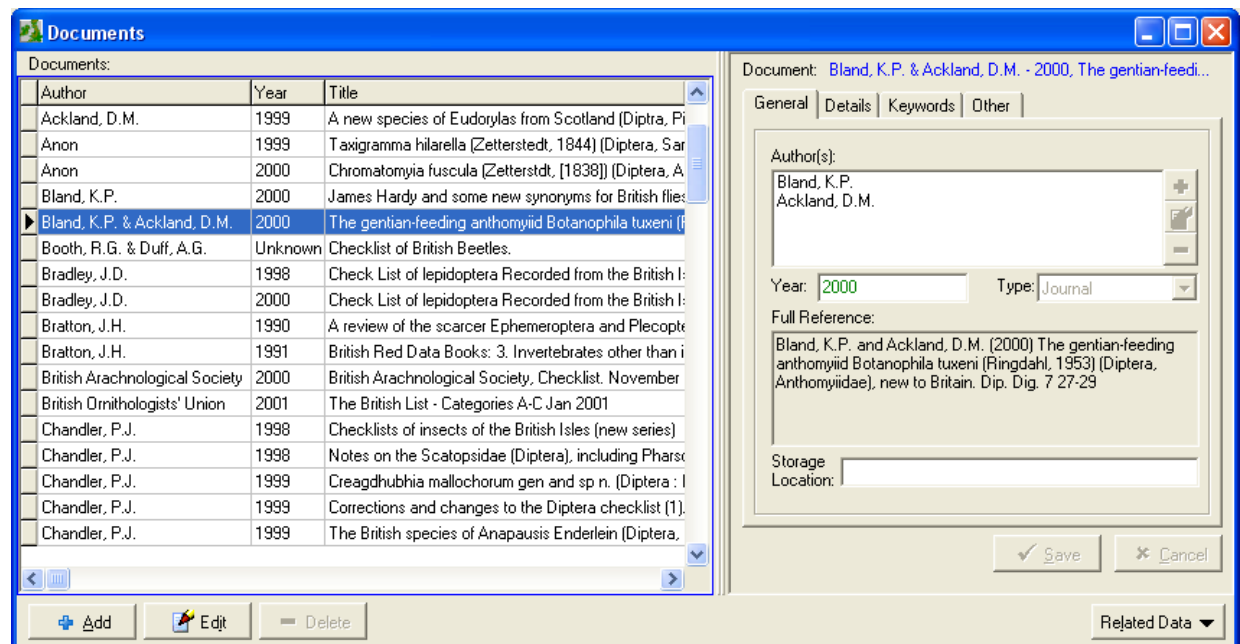 Documents
Documents:
Author Year Title
Ackland, D.M. 1999 A new species of Eudorylas from Scotland (Diptra, Pi
Anon 1999 Taxigramma hilarella (Zetterstedt, 1844) (Diptera, Sar
Anon 2000 Chromatomyia fuscula (Zetterstdt, [1838]) (Diptera, A
Bland, K.P. 2000 James Hardy and some new synonyms for British flies
Bland, K.P. & Ackland, D.M. 2000 The gentian-feeding anthomyiid Botanophila tuxeni (R
Booth, R.G. & Duff, A.G. Unknown Checklist of British Beetles.
Bradley, J.D. 1998 Check List of lepidoptera Recorded from the British I
Bradley, J.D. 2000 Check List of lepidoptera Recorded from the British I
Bratton, J.H. 1990 A review of the scarcer Ephemeroptera and Plecopte
Bratton, J.H. 1991 British Red Data Books: 3. Invertebrates other than i
British Arachnological Society 2000 British Arachnological Society, Checklist. November
British Ornithologists' Union 2001 The British List - Categories A-C Jan 2001
Chandler, P.J. 1998 Checklists of insects of the British Isles (new series)
Chandler, P.J. 1998 Notes on the Scatopsidae (Diptera), including Pharso
Chandler, P.J. 1999 Creagdhubhia mallochorum gen and sp n. (Diptera : 
Chandler, P.J. 1999 Corrections and changes to the Diptera checklist (1).
Chandler, P.J. 1999 The British species of Anapausis Enderlein (Diptera,
Add Edit Delete
Document: Bland, K.P. & Ackland, D.M. - 2000, The gentian-feedi...
General Details Keywords Other
Author(s):
Bland, K.P.
Ackland, D.M.
Year: 2000 Type: Journal
Full Reference:
Bland, K.P. and Ackland, D.M. (2000) The gentian-feeding
anthomyiid Botanophila tuxeni (Ringdahl, 1953) (Diptera,
Anthomyiidae), new to Britain. Dip. Dig. 7 27-29
Storage
Location:
Save Cancel
Related Data